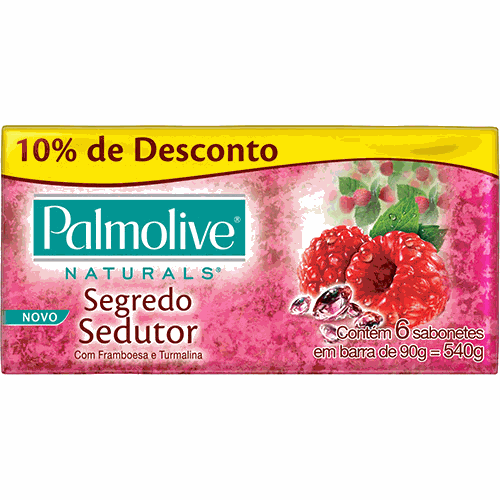 10% de Desconto
Palmolive®
NATURALS®
NOVO
Segredo
Sedutor
Com Framboesa e Turmalina
Contém 6 sabonetes
em barra de 90g = 540g